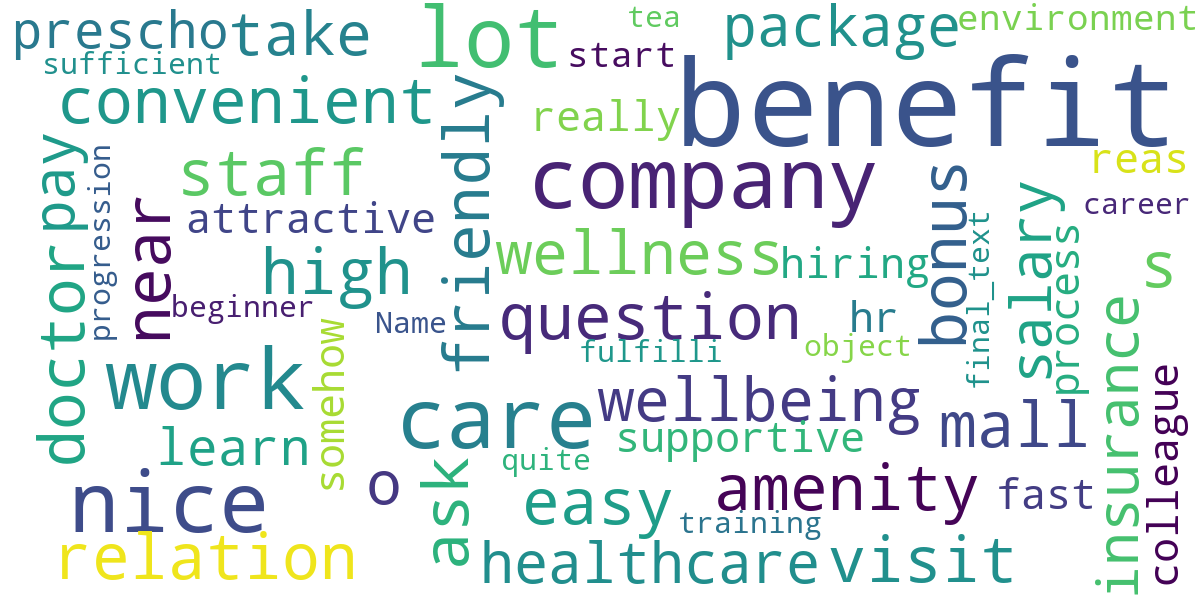 prescho
take
lot
tea
package
environment
sufficient
start
convenient
benefit
really
friendly
reas
staff
company
doctor
pay
progression
near
attractive
bonus
career
wellness
hiring
salary
process
s
high
final_text
beginner
Name
question
hr
insurance
fulfilli
object
work
somehow
care
wellbeing
colleague
mall
supportive
learn
ask
quite
o
nice
easy
amenity
fast
training
relation
healthcare
visit